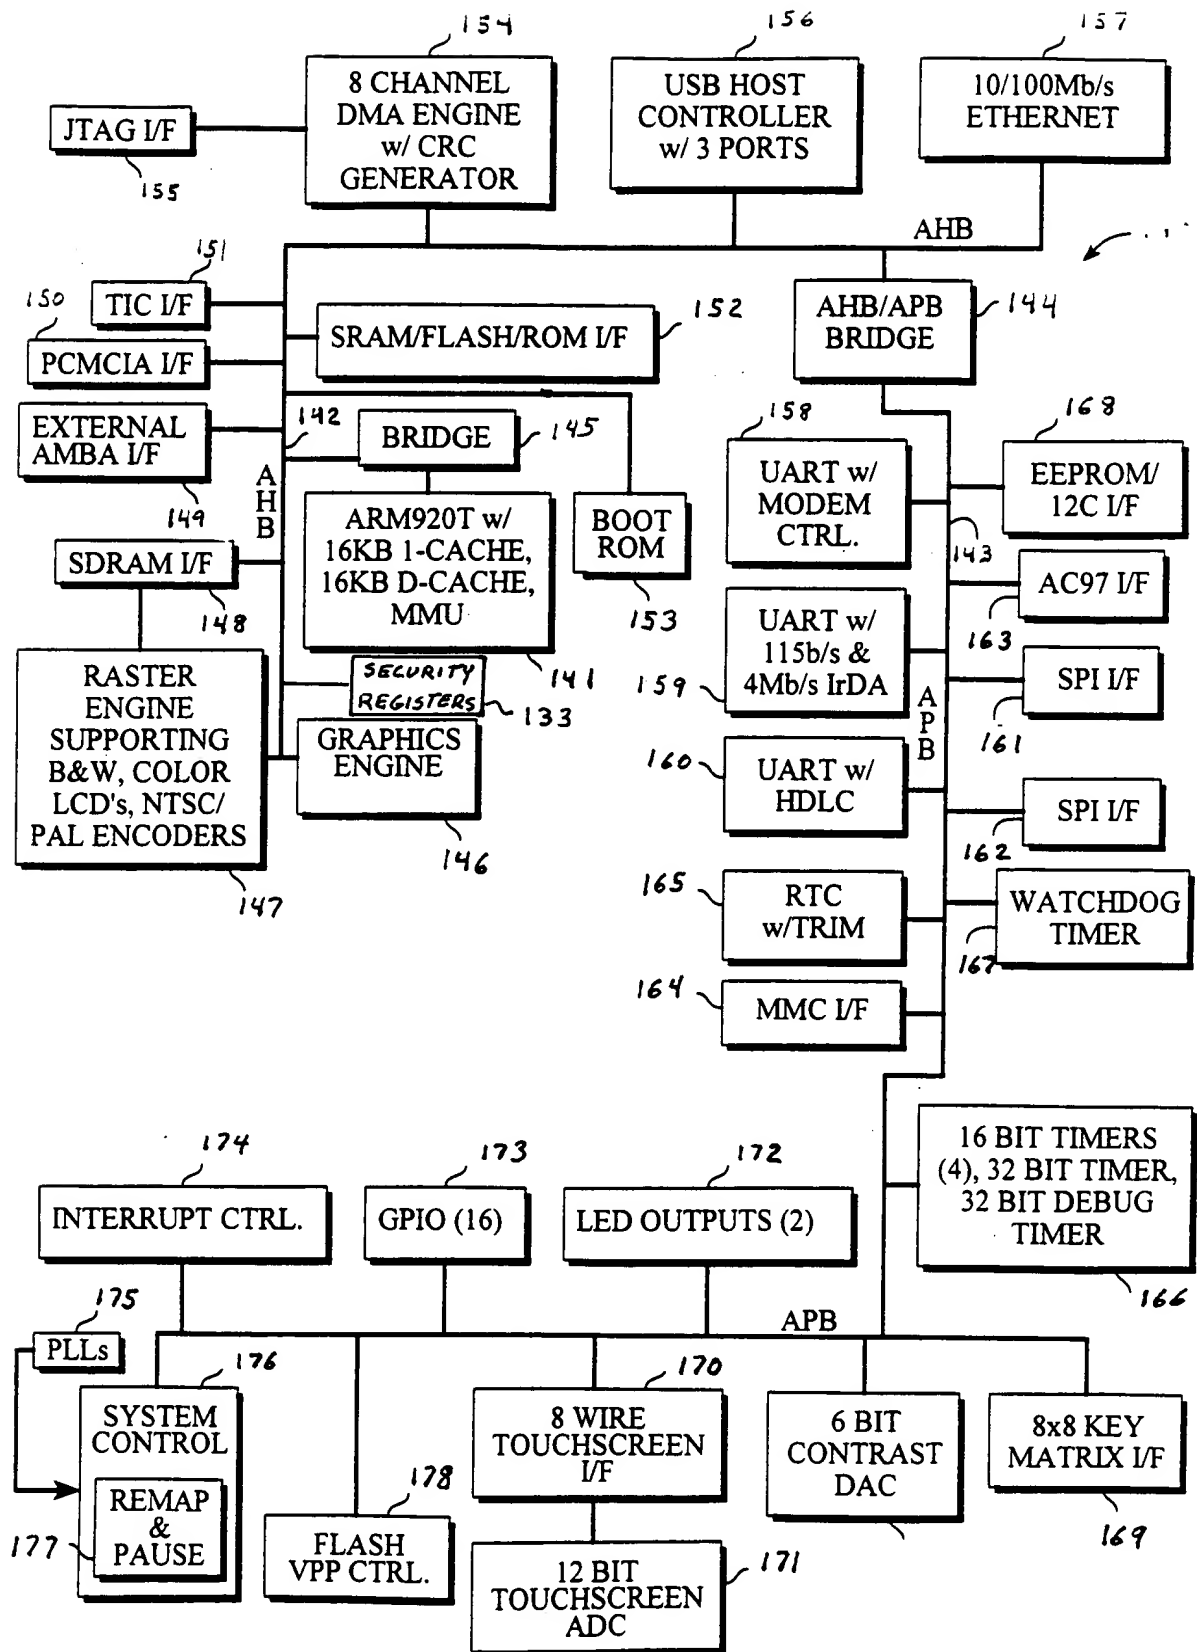 154
156
157
8 CHANNEL
DMA ENGINE
w/ CRC
GENERATOR
USB HOST
CONTROLLER
w/ 3 PORTS
10/100Mb/s
ETHERNET
JTAG I/F
155
AHB
151
TIC I/F
150
PCMCIA I/F
152
SRAM/FLASH/ROM I/F
AHB/APB
BRIDGE
144
EXTERNAL
AMBA I/F
149
142
BRIDGE
145
AHB
ARM920T w/
16KB 1-CACHE,
16KB D-CACHE,
MMU
141
BOOT
ROM
153
SDRAM I/F
148
158
UART w/
MODEM
CTRL.
168
EEPROM/
12C I/F
143
AC97 I/F
163
UART w/
115b/s &
4Mb/s IrDA
159
SPI I/F
161
APB
RASTER
ENGINE
SUPPORTING
B&W, COLOR
LCD's, NTSC/
PAL ENCODERS
147
SECURITY
REGISTERS
133
GRAPHICS
ENGINE
146
160
UART w/
HDLC
SPI I/F
162
165
RTC
w/TRIM
WATCHDOG
TIMER
167
164
MMC I/F
16 BIT TIMERS
(4), 32 BIT TIMER,
32 BIT DEBUG
TIMER
166
174
INTERRUPT CTRL.
173
GPIO (16)
172
LED OUTPUTS (2)
APB
175
PLLs
176
SYSTEM
CONTROL
REMAP
&
PAUSE
177
178
FLASH
VPP CTRL.
170
8 WIRE
TOUCHSCREEN
I/F
12 BIT
TOUCHSCREEN
ADC
171
6 BIT
CONTRAST
DAC
8x8 KEY
MATRIX I/F
169